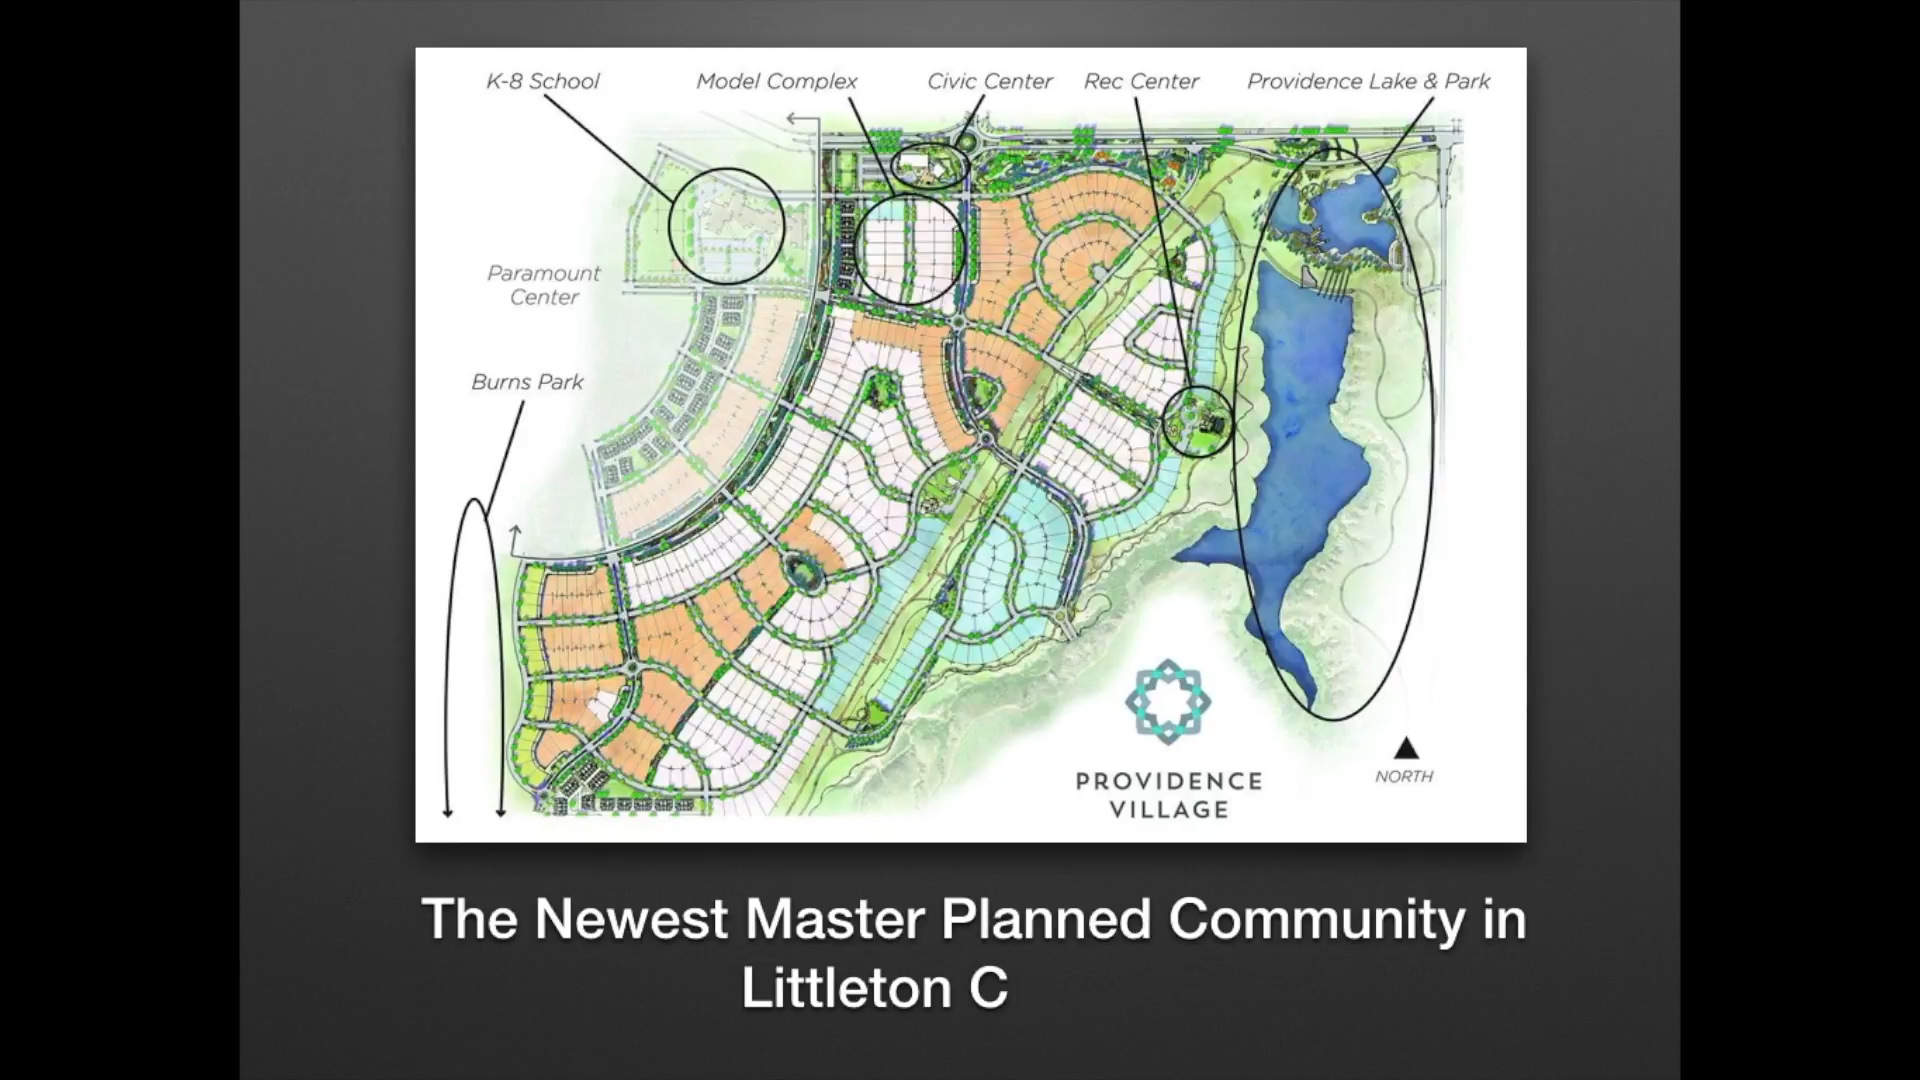 K-8 School
Model Complex
Civic Center
Rec Center
Providence Lake & Park
Paramount
Center
Burns Park
PROVIDENCE
VILLAGE
NORTH
The Newest Master Planned Community in
Littleton C